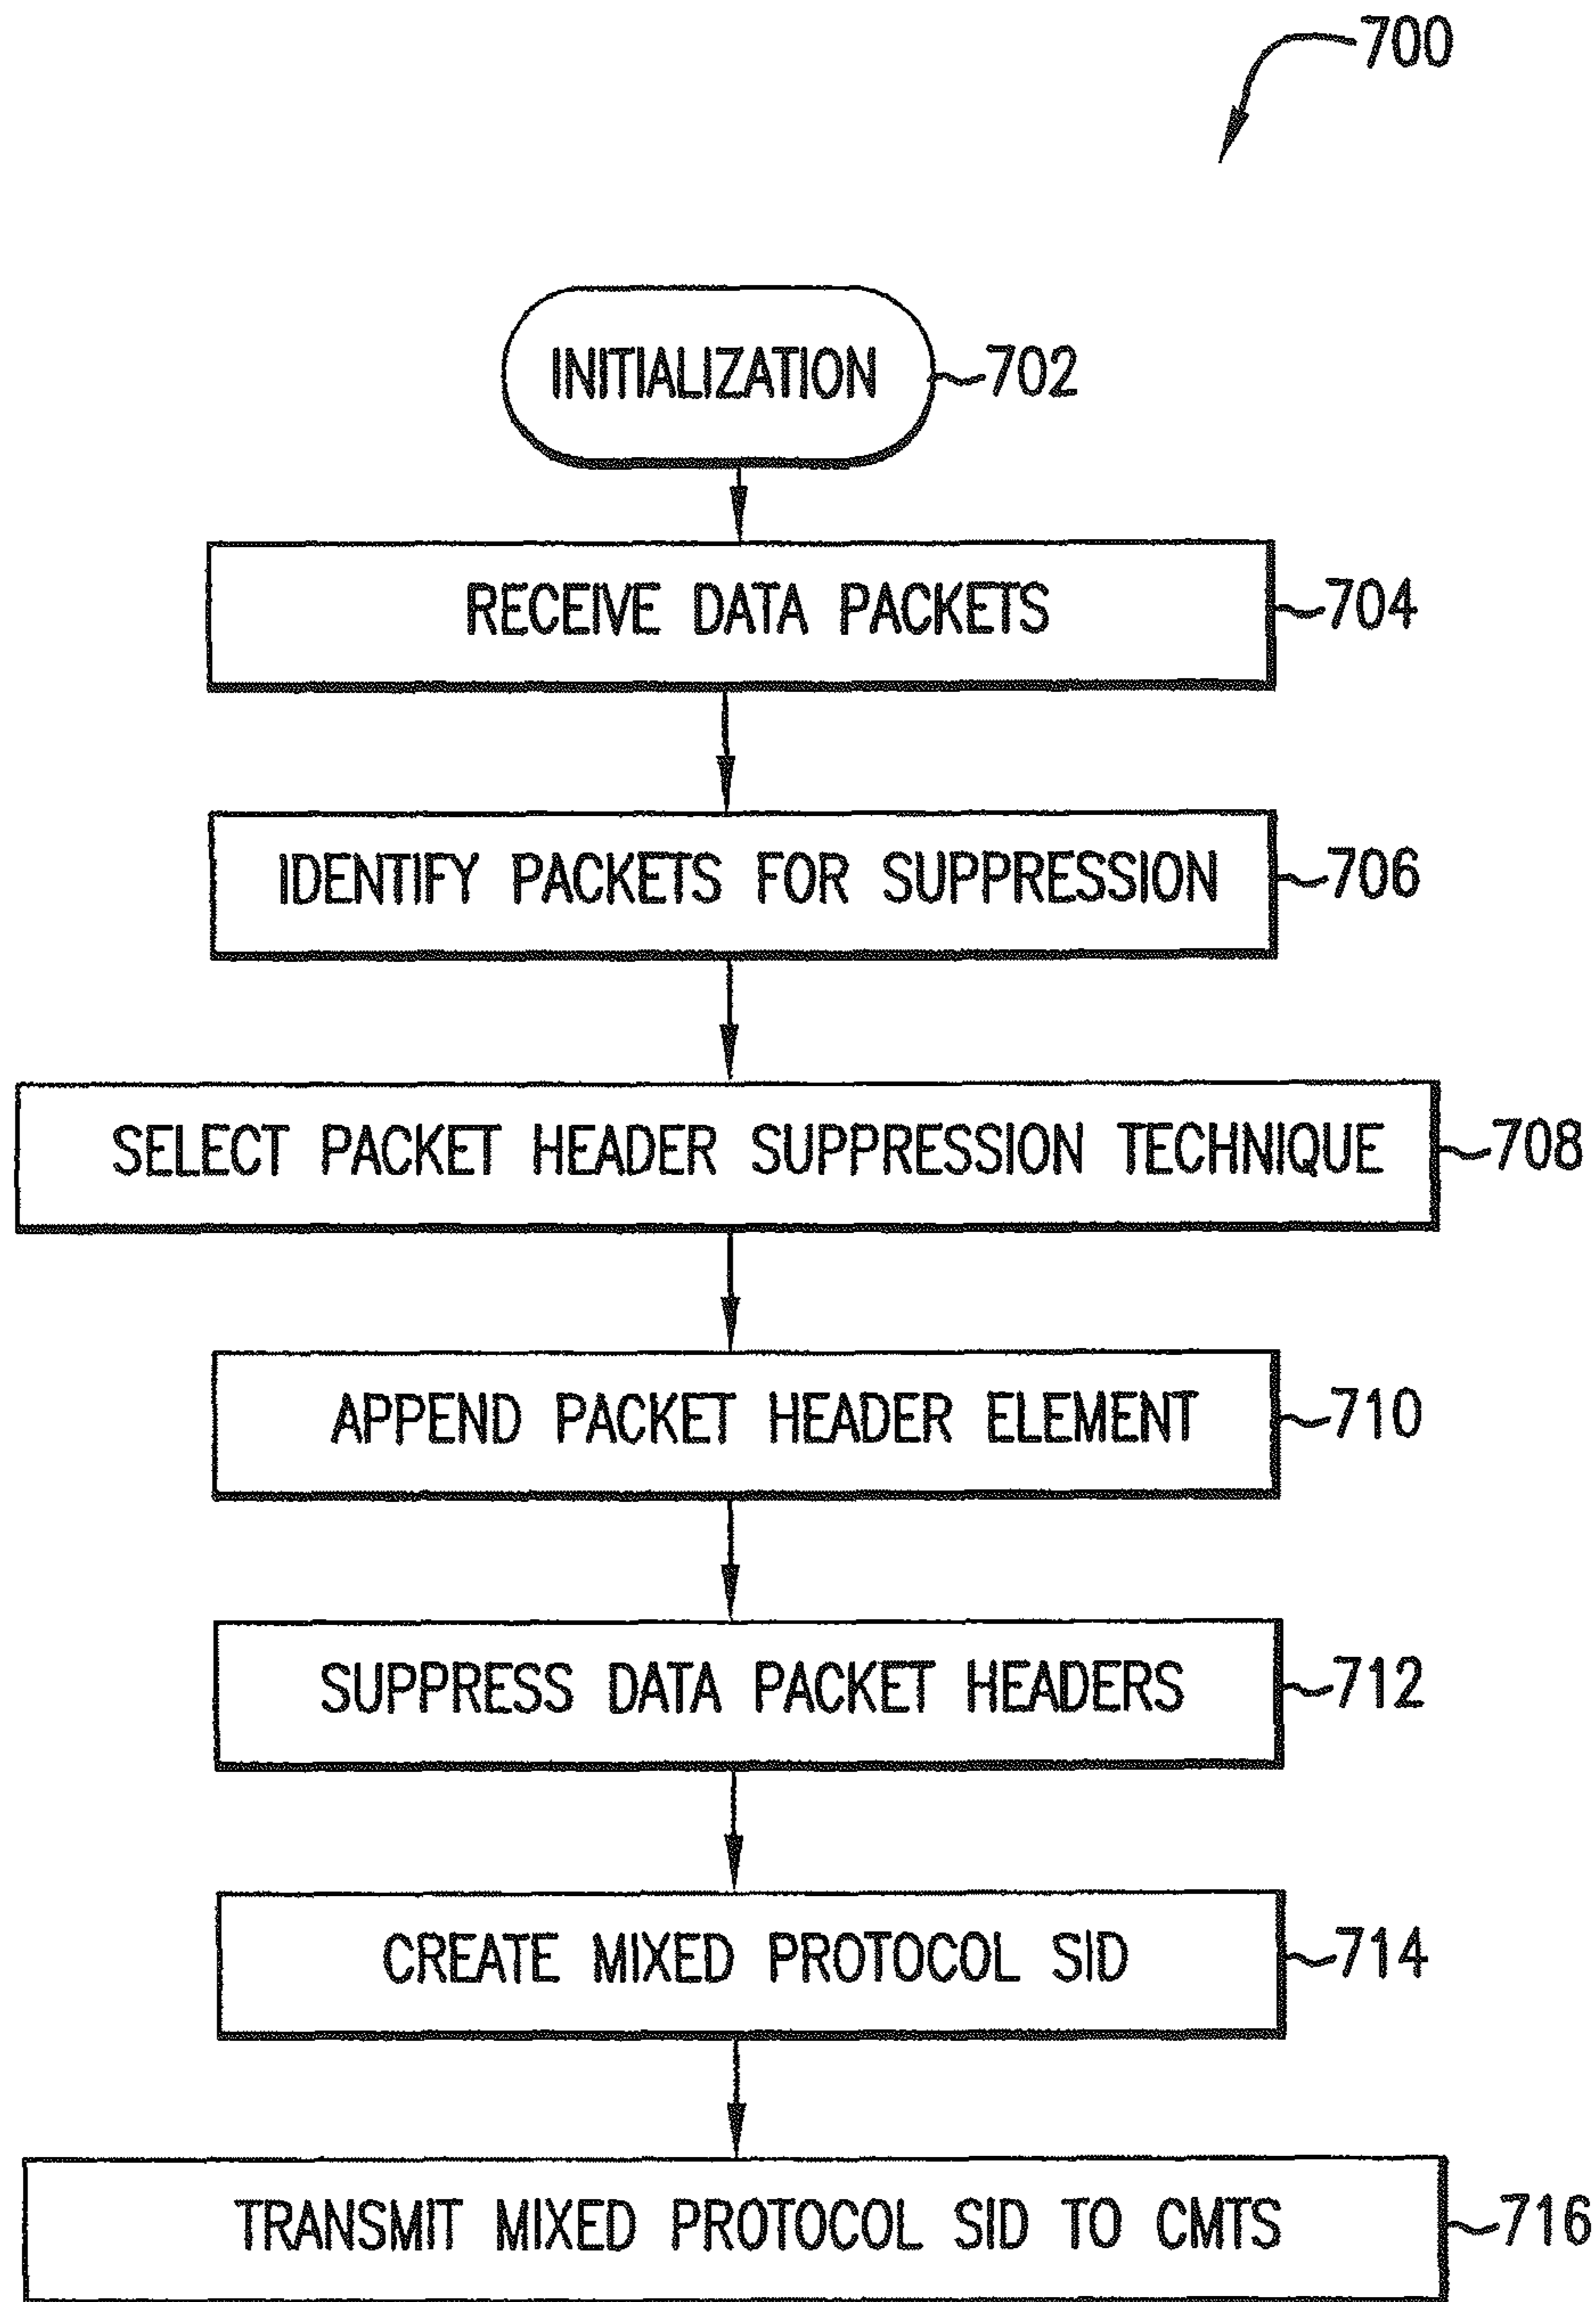 700
INITIALIZATION 702
RECEIVE DATA PACKETS 704
IDENTIFY PACKETS FOR SUPPRESSION 706
SELECT PACKET HEADER SUPPRESSION TECHNIQUE 708
APPEND PACKET HEADER ELEMENT 710
SUPPRESS DATA PACKET HEADERS 712
CREATE MIXED PROTOCOL SID 714
TRANSMIT MIXED PROTOCOL SID TO CMTS 716